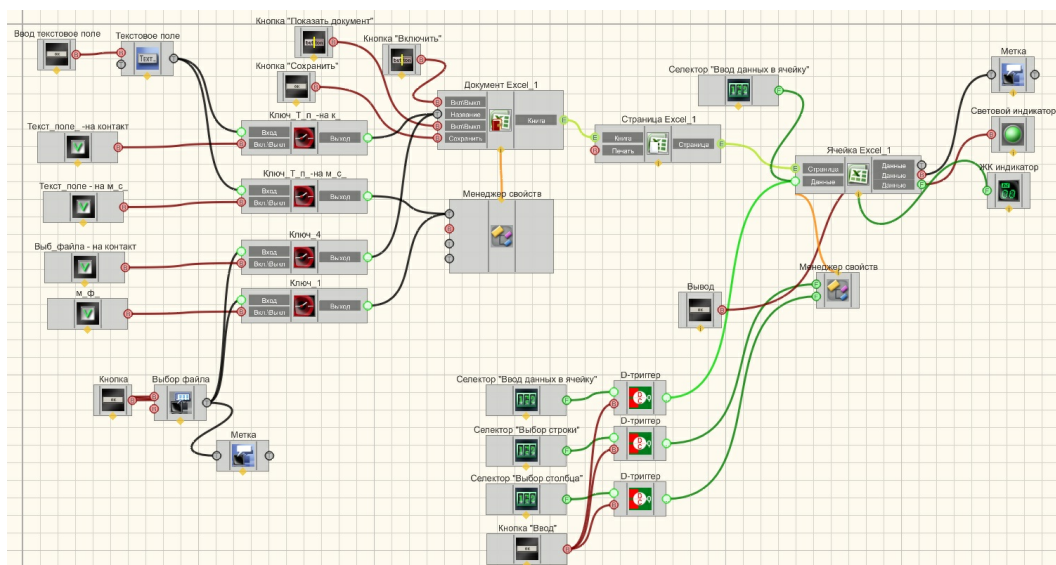 Кнопка "Показать документ"
Ввод текстовое поле
Текстовое поле
Кнопка "Включить"
Текст...
Кнопка "Сохранить"
Селектор "Ввод данных в ячейку"
Метка
Документ Excel_1
Вкл\Выкл
Название
Вкл\Выкл
Сохранить
Книга
Ключ_Т_п_-на к_
Вход
Вкл.\Выкл
Выход
Текст_поле_ -на контакт
Страница Excel_1
Книга
Печать
Страница
Световой индикатор
Ячейка Excel_1
Страница
Данные
Данные
Данные
Данные
ЖК индикатор
Ключ_Т_п_-на м_с_
Вход
Вкл.\Выкл
Выход
Текст_поле - на м_с_
Менеджер свойств
Выб_файла - на контакт
Ключ_4
Вход
Вкл.\Выкл
Выход
Менеджер свойств
м_ф_
Ключ_1
Вход
Вкл.\Выкл
Выход
Вывод
Кнопка
Выбор файла
Селектор "Ввод данных в ячейку"
D-триггер
Метка
Селектор "Выбор строки"
D-триггер
Селектор "Выбор столбца"
D-триггер
Кнопка "Ввод"